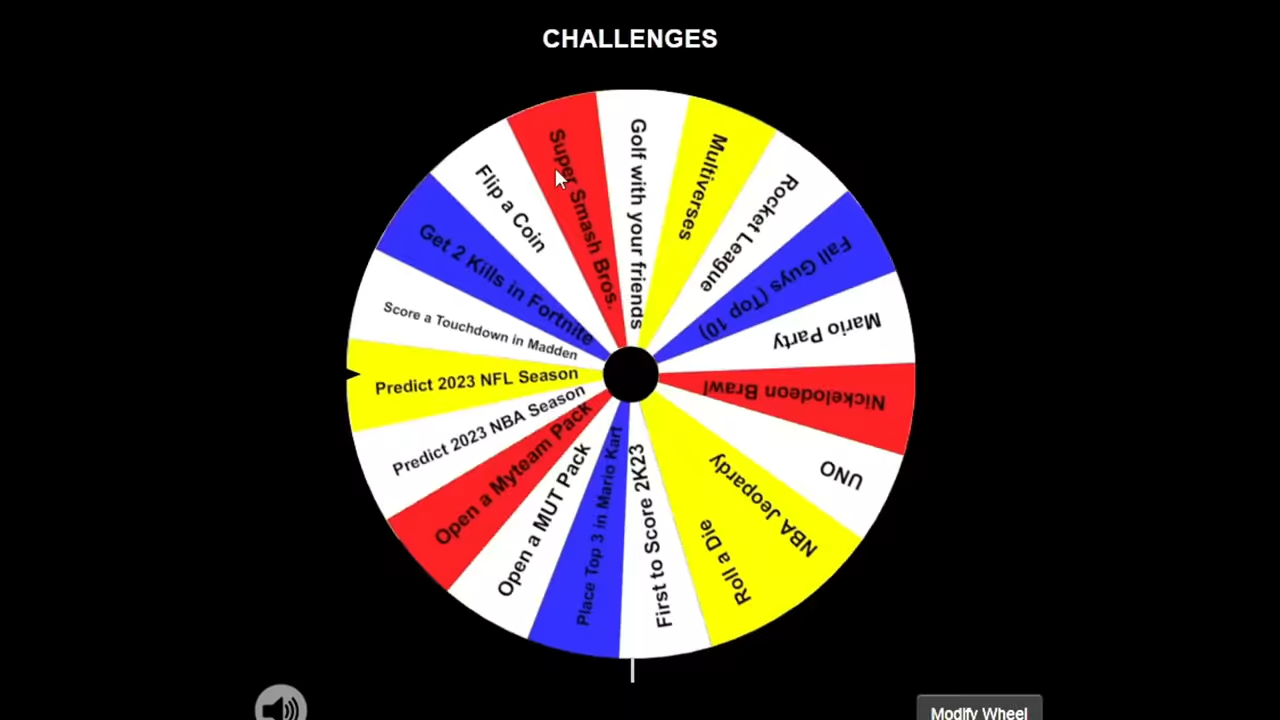 CHALLENGES
Golf with your friends
Multiverses
Rocket League
Fall Guys (Top 10)
Mario Party
Nickelodeon Brawl
UNO
NBA Jeopardy
Roll a Die
First to Score 2K23
Place Top 3 in Mario Kart
Open a MUT Pack
Open a Myteam Pack
Predict 2023 NBA Season
Predict 2023 NFL Season
Score a Touchdown in Madden
Get 2 Kills in Fortnite
Flip a Coin
Super Smash Bros.
Modify Wheel